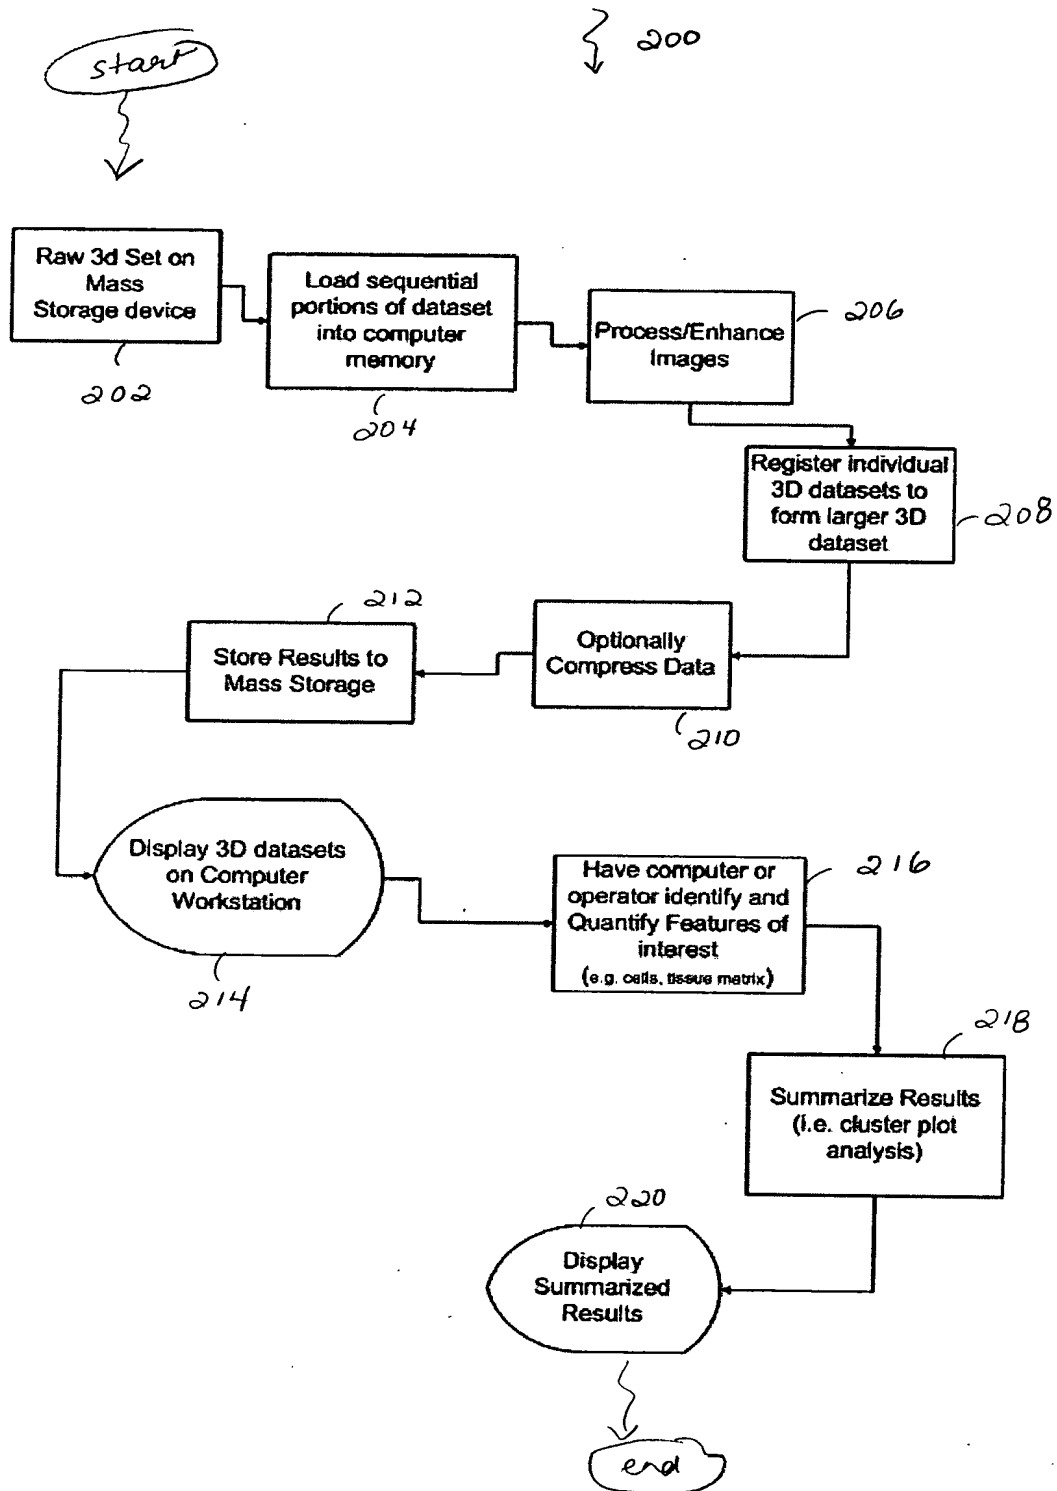 start
200
Raw 3d Set on
Mass
Storage device
202
Load sequential
portions of dataset
into computer
memory
204
Process/Enhance
Images
206
Register individual
3D datasets to
form larger 3D
dataset
208
Optionally
Compress Data
210
212
Store Results to
Mass Storage
Display 3D datasets
on Computer
Workstation
214
Have computer or
operator identify and
Quantify Features of
interest
(e.g. cells, tissue matrix)
216
218
Summarize Results
(i.e. cluster plot
analysis)
220
Display
Summarized
Results
end